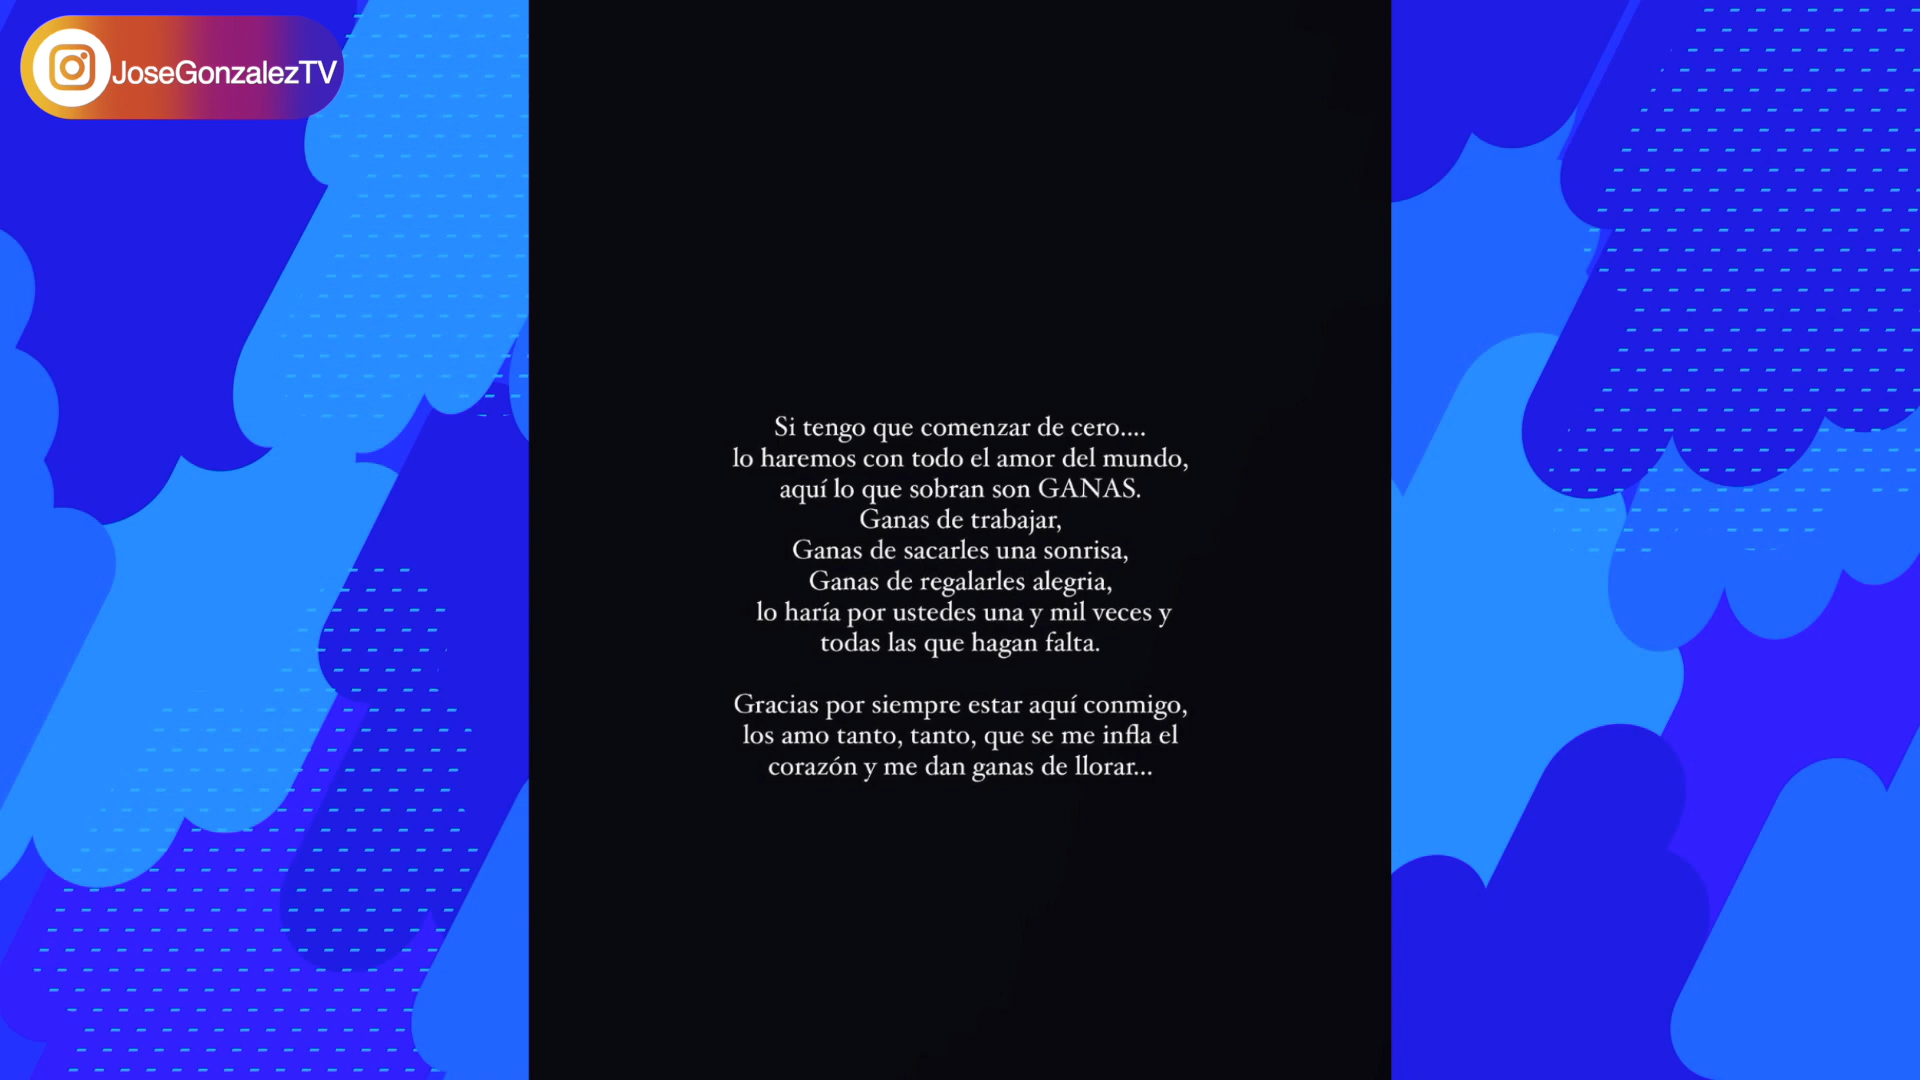 JoseGonzalezTV
Si tengo que comenzar de cero....
lo haremos con todo el amor del mundo,
aquí lo que sobran son GANAS.
Ganas de trabajar,
Ganas de sacarles una sonrisa,
Ganas de regalarles alegria,
lo haría por ustedes una y mil veces y
todas las que hagan falta.
Gracias por siempre estar aquí conmigo,
los amo tanto, tanto, que se me infla el
corazón y me dan ganas de llorar...